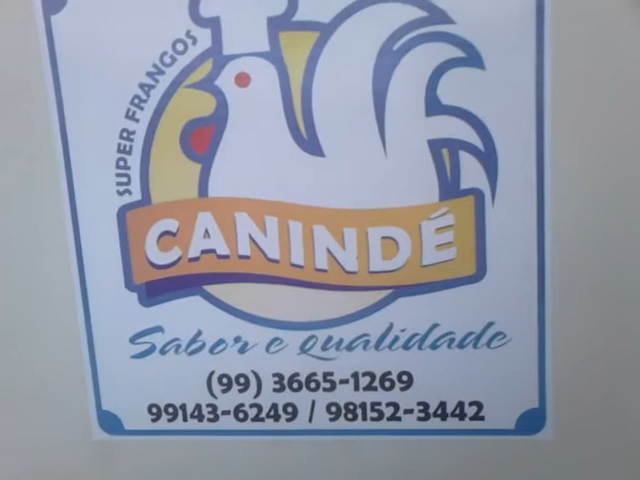 SUPER FRANGOS
CANINDÉ
Sabor e Qualidade
(99) 3665-1269
99143-6249 / 98152-3442